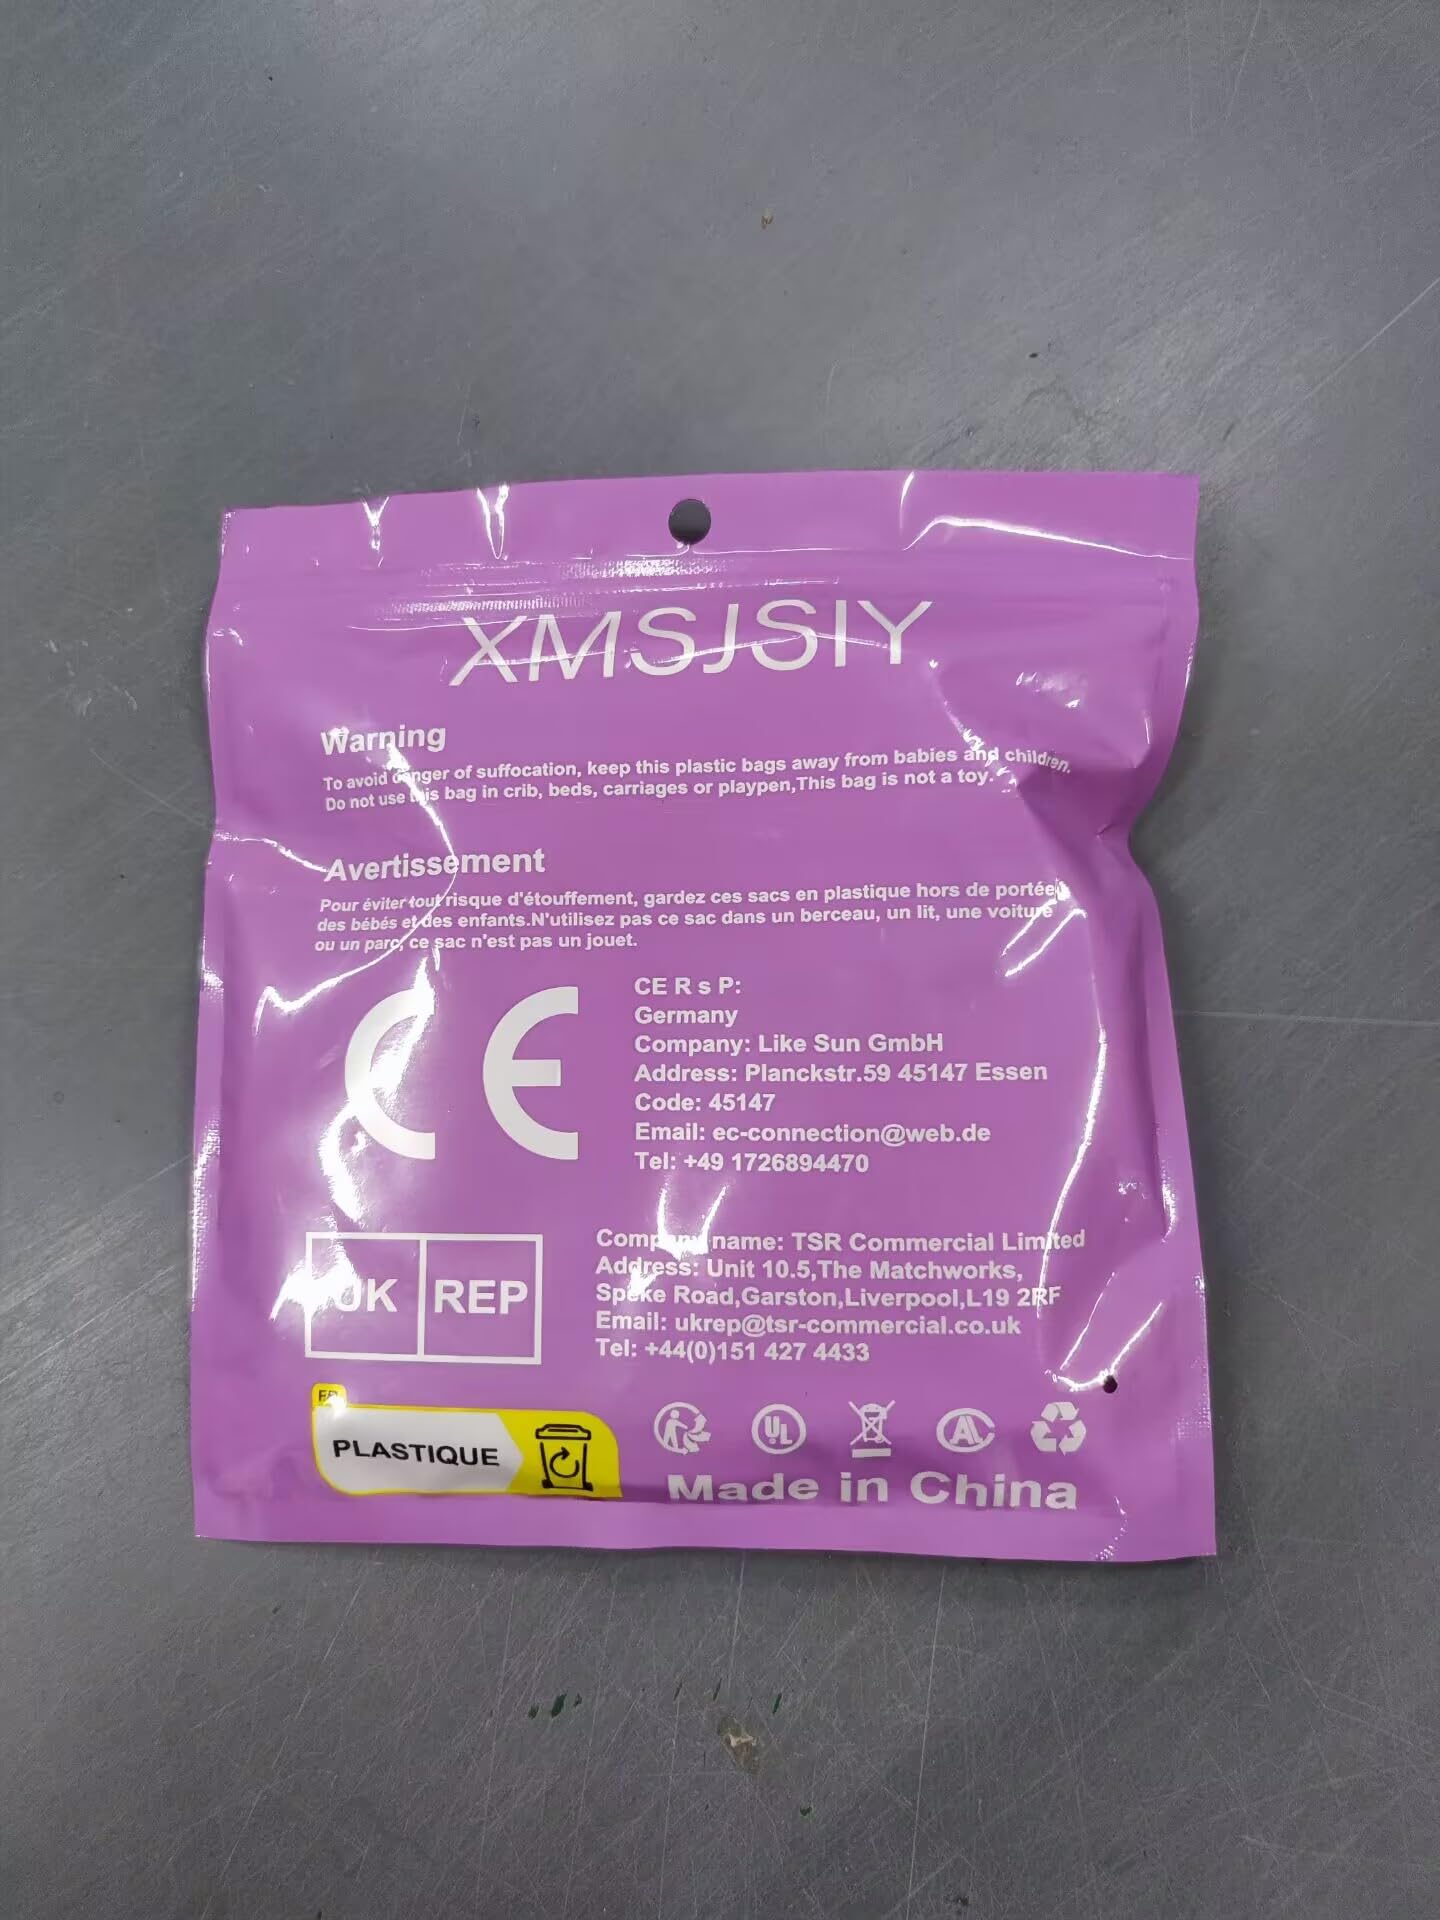 XMSJSIY
Warning
To avoid danger of suffocation, keep this plastic bags away from babies and children.
Do not use this bag in crib, beds, carriages or playpen,This bag is not a toy.
Avertissement
Pour éviter tout risque d'étouffement, gardez ces sacs en plastique hors de portée
des bébés et des enfants.N'utilisez pas ce sac dans un berceau, un lit, une voiture
ou un parc, ce sac n'est pas un jouet.
CE
CE R s P:
Germany
Company: Like Sun GmbH
Address: Planckstr.59 45147 Essen
Code: 45147
Email: ec-connection@web.de
Tel: +49 1726894470
UK REP
Company name: TSR Commercial Limited
Address: Unit 10.5,The Matchworks,
Speke Road,Garston,Liverpool,L19 2RF
Email: ukrep@tsr-commercial.co.uk
Tel: +44(0)151 427 4433
FR
PLASTIQUE
UL
Made in China